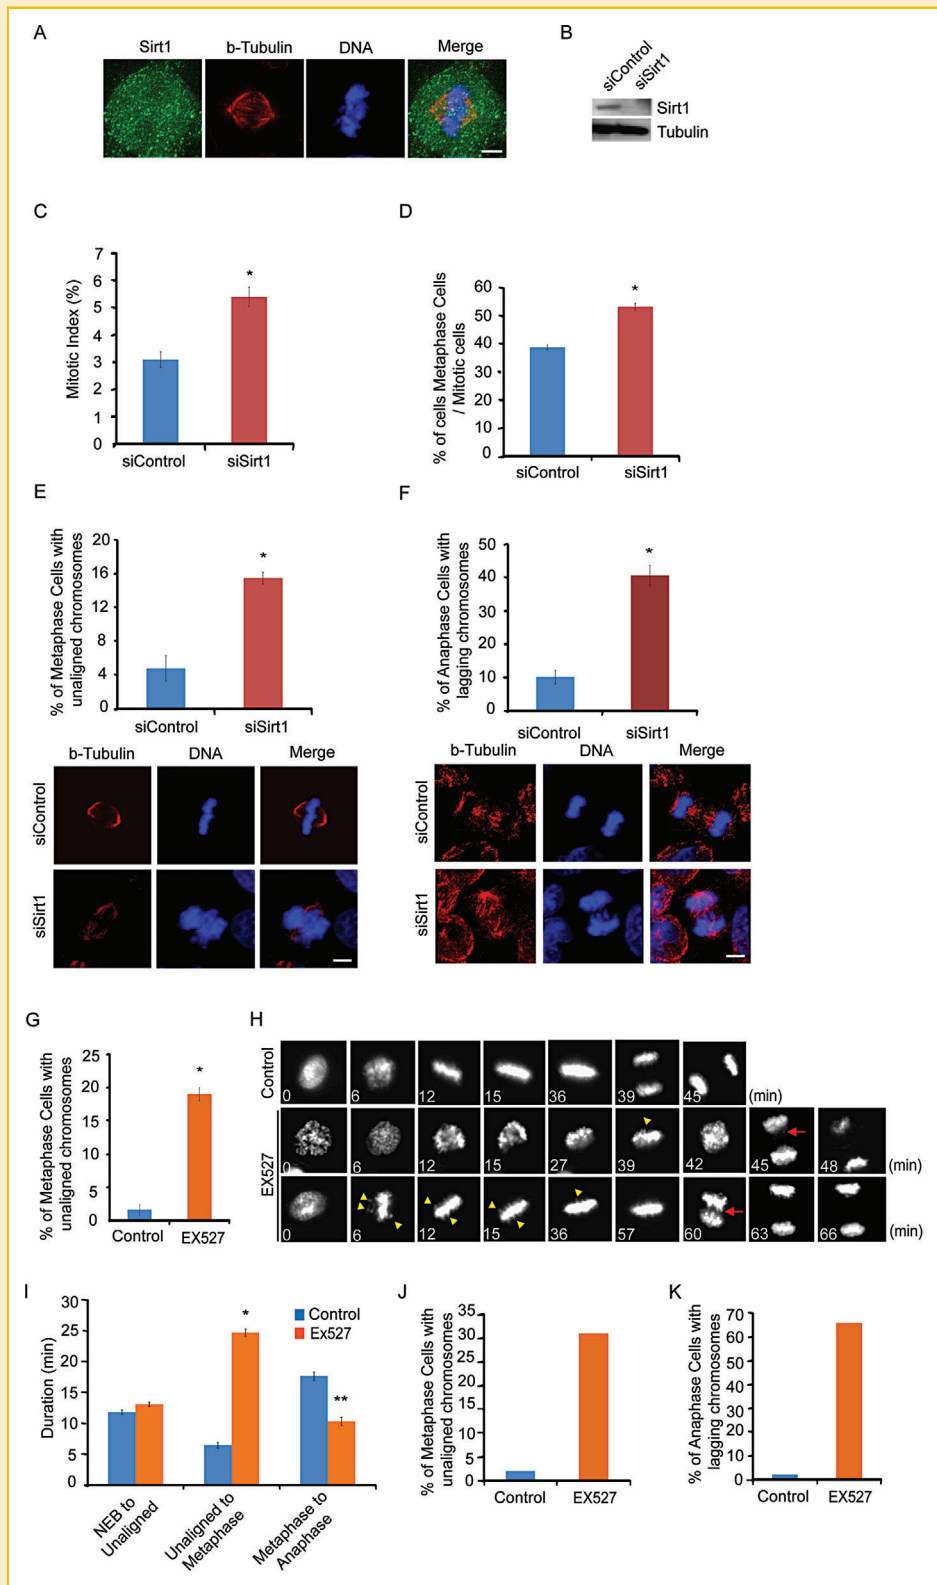 A
Sirt1 b-Tubulin DNA Merge
B
siControl
siSirt1
Sirt1
Tubulin
C
Mitotic Index (%)
7
6
5
4
3
2
1
0
*
siControl siSirt1
D
% of cells Metaphase Cells
/ Mitotic cells
60
50
40
30
20
10
0
*
siControl siSirt1
E
% of Metaphase Cells with
unaligned chromosomes
20
16
12
8
4
0
*
siControl siSirt1
b-Tubulin DNA Merge
siControl
siSirt1
F
% of Anaphase Cells with
lagging chromosomes
50
40
30
20
10
0
*
siControl siSirt1
b-Tubulin DNA Merge
siControl
siSirt1
G
% of Metaphase Cells with
unaligned chromosomes
25
20
15
10
5
0
*
Control EX527
H
Control
0 6 12 15 36 39 45 (min)
EX527
0 6 12 15 27 39 42 45 48 (min)
0 6 12 15 36 57 60 63 66 (min)
I
Duration (min)
30
25
20
15
10
5
0
*
**
Control
Ex527
NEB to
Unaligned
Unaligned to
Metaphase
Metaphase to
Anaphase
J
% of Metaphase Cells with
unaligned chromosomes
35
30
25
20
15
10
5
0
Control EX527
K
% of Anaphase Cells with
lagging chromosomes
70
60
50
40
30
20
10
0
Control EX527